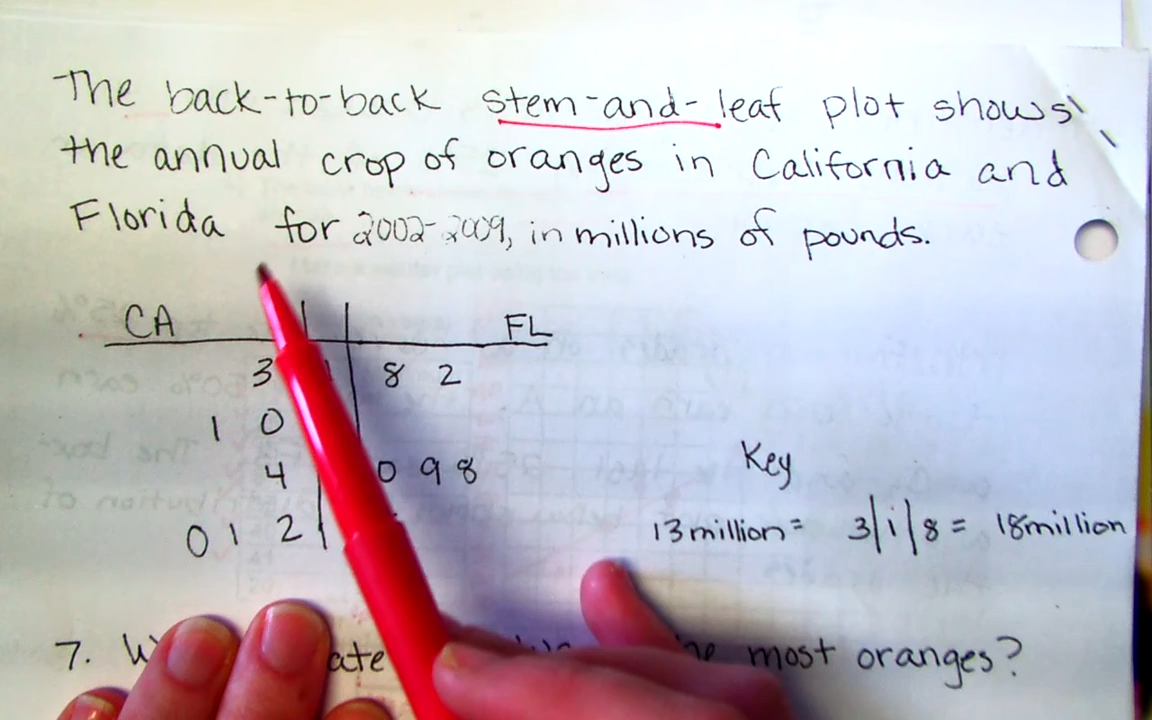 The back-to-back stem-and-leaf plot shows
the annual crop of oranges in California and
Florida for 2002-2009, in millions of pounds.
CA FL
3 8 2
1 0
4 0 9 8
0 1 2
Key
13 million = 3|1|8 = 18 million
7. most oranges?